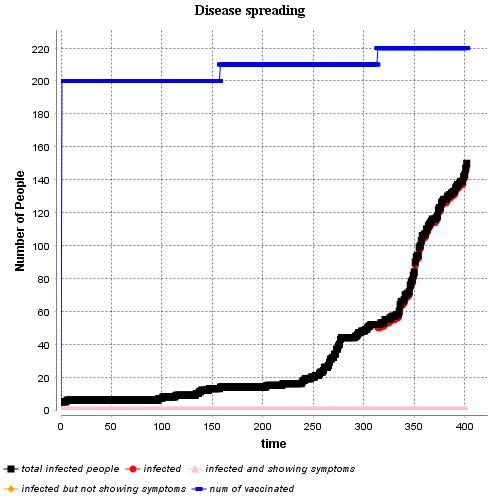 Disease spreading
Number of People
220
200
180
160
140
120
100
80
60
40
20
0
0 50 100 150 200 250 300 350 400
time
total infected people infected infected and showing symptoms
infected but not showing symptoms num of vaccinated